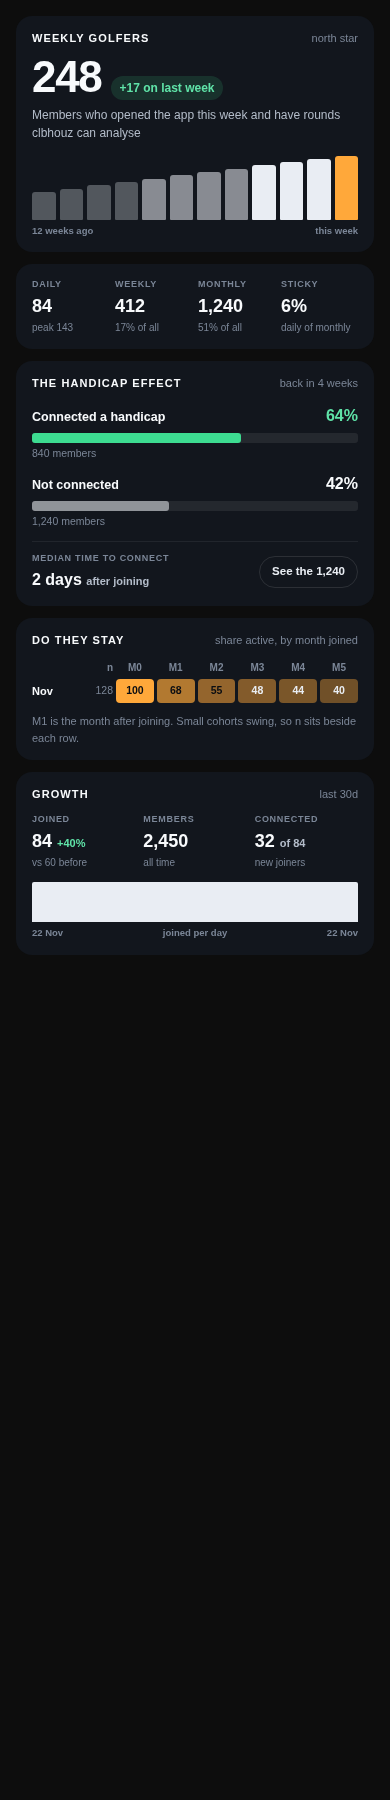 WEEKLY GOLFERS north star
248 +17 on last week
Members who opened the app this week and have rounds
clbhouz can analyse
12 weeks ago this week
DAILY WEEKLY MONTHLY STICKY
84 412 1,240 6%
peak 143 17% of all 51% of all daily of monthly
THE HANDICAP EFFECT back in 4 weeks
Connected a handicap 64%
840 members
Not connected 42%
1,240 members
MEDIAN TIME TO CONNECT
2 days after joining See the 1,240
DO THEY STAY share active, by month joined
n M0 M1 M2 M3 M4 M5
Nov 128 100 68 55 48 44 40
M1 is the month after joining. Small cohorts swing, so n sits beside
each row.
GROWTH last 30d
JOINED MEMBERS CONNECTED
84 +40% 2,450 32 of 84
vs 60 before all time new joiners
22 Nov joined per day 22 Nov